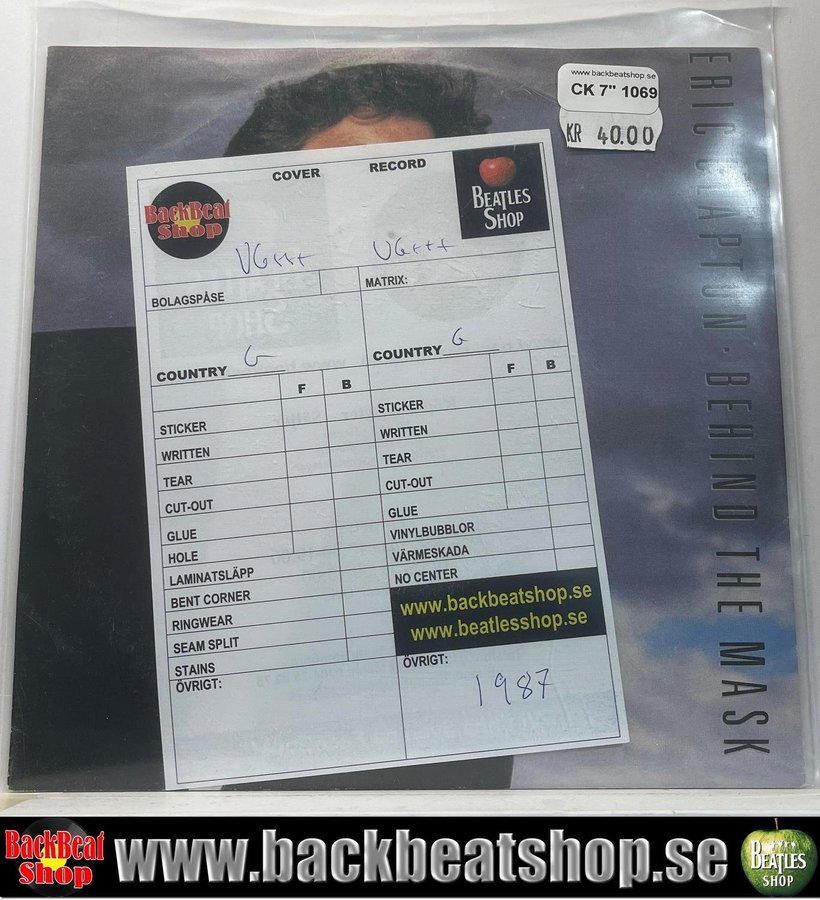 www.backbeatshop.se
CK 7" 1069
KR 40.00
ERIC CLAPTON · BEHIND THE MASK
COVER RECORD
BackBeat
Shop
BEATLES
SHOP
VG+++ VG+++
BOLAGSPÅSE MATRIX:
COUNTRY G COUNTRY G
F B F B
STICKER STICKER
WRITTEN WRITTEN
TEAR TEAR
CUT-OUT CUT-OUT
GLUE GLUE
HOLE VINYLBUBBLOR
LAMINATSLÄPP VÄRMESKADA
BENT CORNER NO CENTER
RINGWEAR
SEAM SPLIT
STAINS
www.backbeatshop.se
www.beatlesshop.se
ÖVRIGT: ÖVRIGT:
1987
BackBeat
Shop
www.backbeatshop.se
BEATLES
SHOP